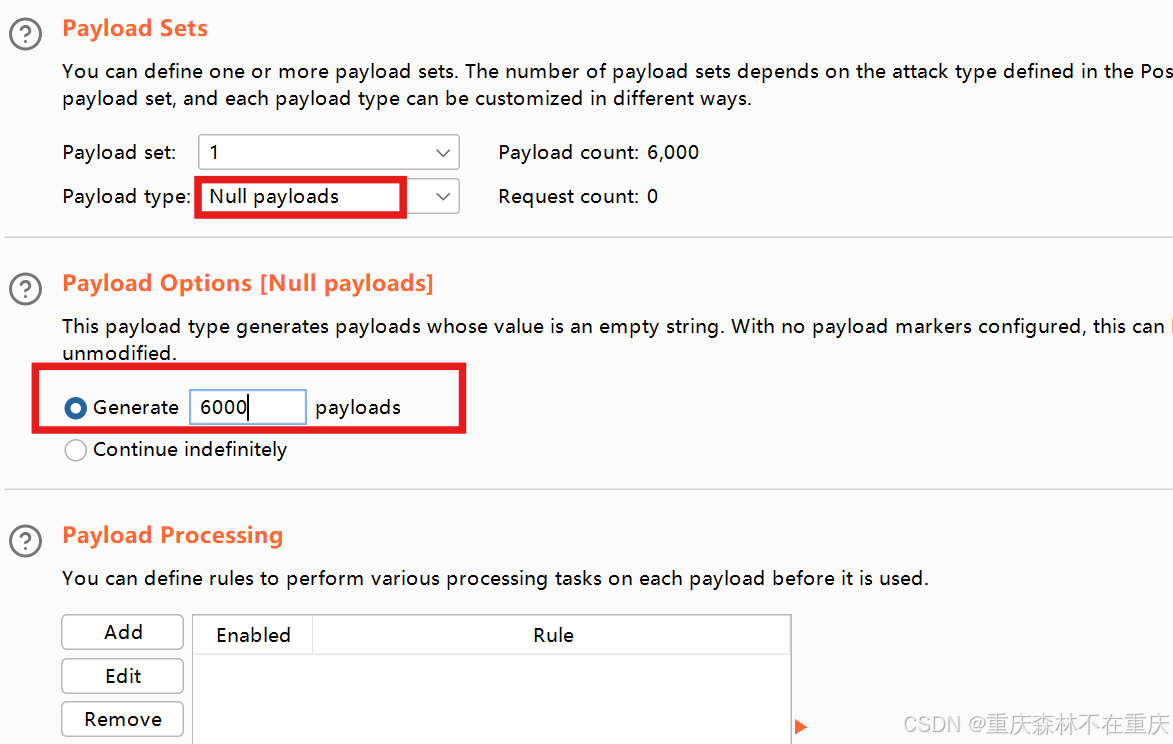 Payload Sets
You can define one or more payload sets. The number of payload sets depends on the attack type defined in the Pos
payload set, and each payload type can be customized in different ways.
Payload set: 1 Payload count: 6,000
Payload type: Null payloads Request count: 0
Payload Options [Null payloads]
This payload type generates payloads whose value is an empty string. With no payload markers configured, this can
unmodified.
Generate 6000 payloads
Continue indefinitely
Payload Processing
You can define rules to perform various processing tasks on each payload before it is used.
Add Enabled Rule
Edit
Remove
CSDN @重庆森林不在重庆